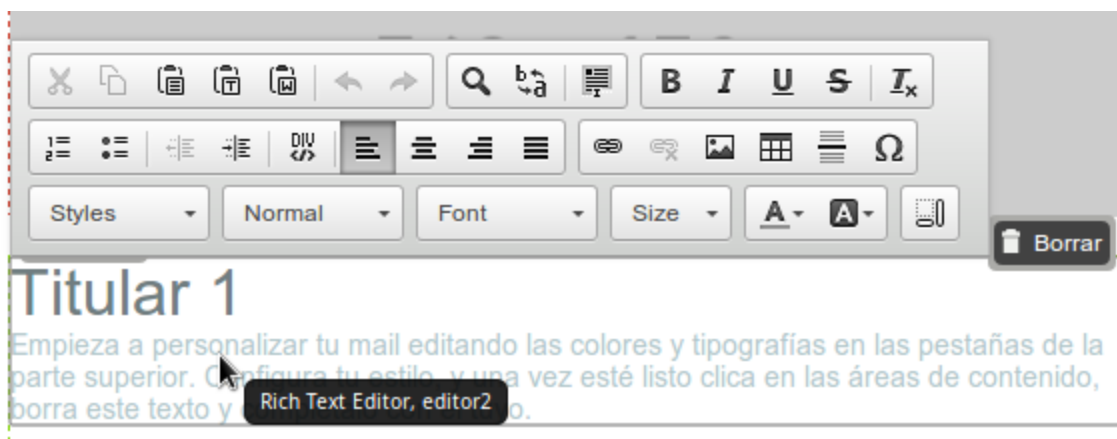 B I U S Tx
Styles Normal Font Size A A
Borrar
Titular 1
Empieza a personalizar tu mail editando las colores y tipografías en las pestañas de la
parte superior. Configura tu estilo, y una vez esté listo clica en las áreas de contenido,
borra este texto y
Rich Text Editor, editor2